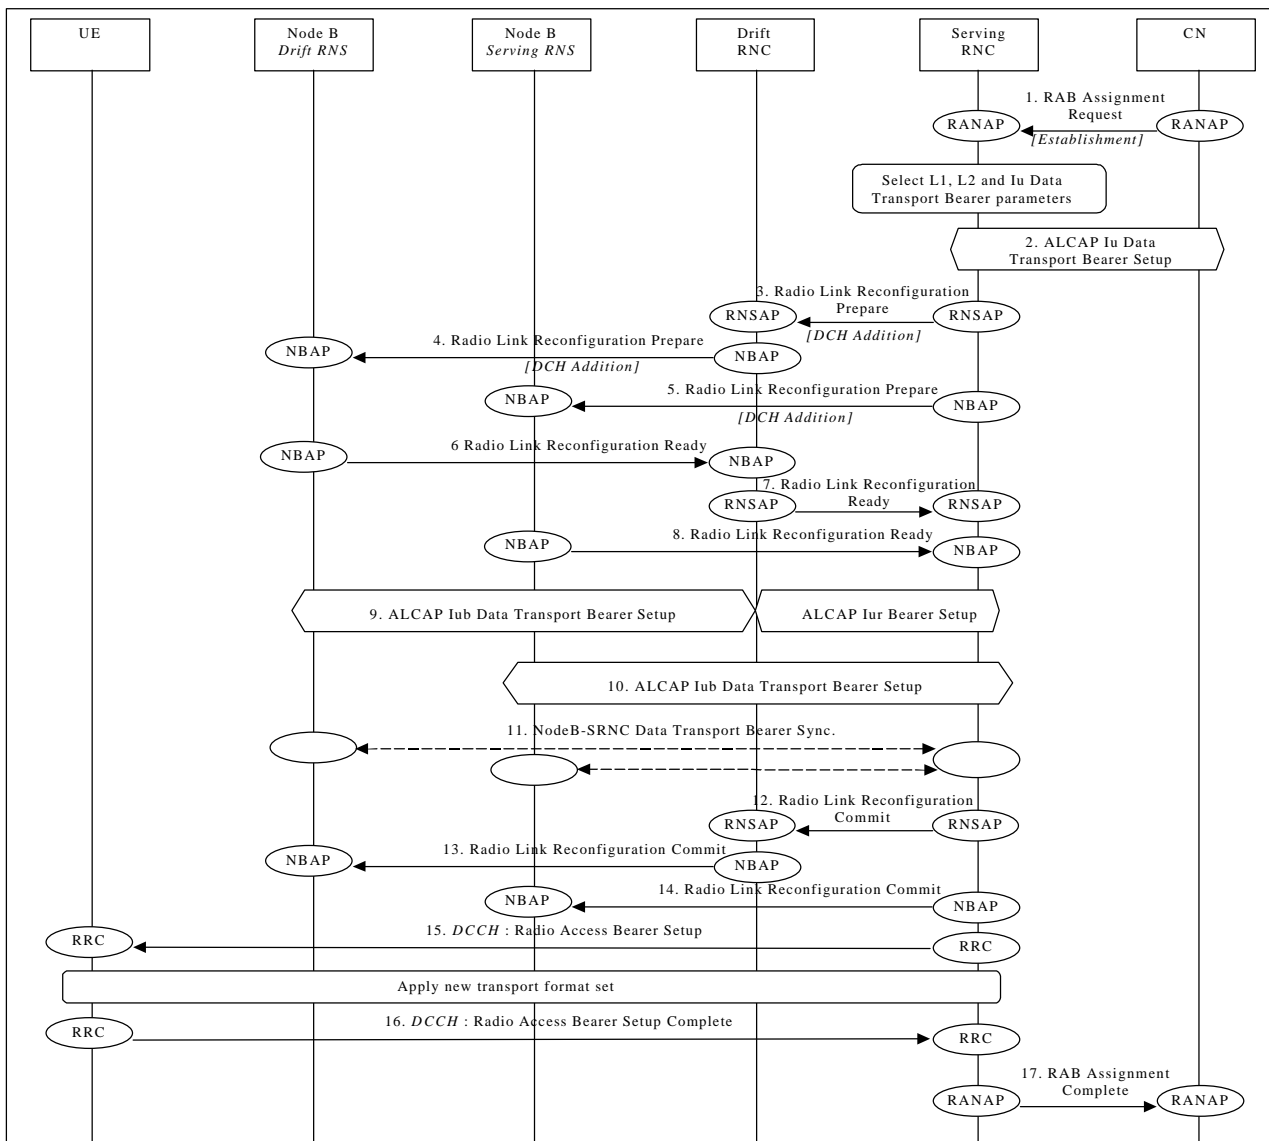 UE
Node B
Drift RNS
Node B
Serving RNS
Drift
RNC
Serving
RNC
CN
1. RAB Assignment
Request
RANAP
RANAP
[Establishment]
Select L1, L2 and Iu Data
Transport Bearer parameters
2. ALCAP Iu Data
Transport Bearer Setup
3. Radio Link Reconfiguration
Prepare
RNSAP
RNSAP
[DCH Addition]
4. Radio Link Reconfiguration Prepare
NBAP
NBAP
[DCH Addition]
5. Radio Link Reconfiguration Prepare
NBAP
NBAP
[DCH Addition]
6 Radio Link Reconfiguration Ready
NBAP
NBAP
7. Radio Link Reconfiguration
Ready
RNSAP
RNSAP
8. Radio Link Reconfiguration Ready
NBAP
NBAP
9. ALCAP Iub Data Transport Bearer Setup
ALCAP Iur Bearer Setup
10. ALCAP Iub Data Transport Bearer Setup
11. NodeB-SRNC Data Transport Bearer Sync.
12. Radio Link Reconfiguration
Commit
RNSAP
RNSAP
13. Radio Link Reconfiguration Commit
NBAP
NBAP
14. Radio Link Reconfiguration Commit
NBAP
NBAP
15. DCCH : Radio Access Bearer Setup
RRC
RRC
Apply new transport format set
16. DCCH : Radio Access Bearer Setup Complete
RRC
RRC
17. RAB Assignment
Complete
RANAP
RANAP